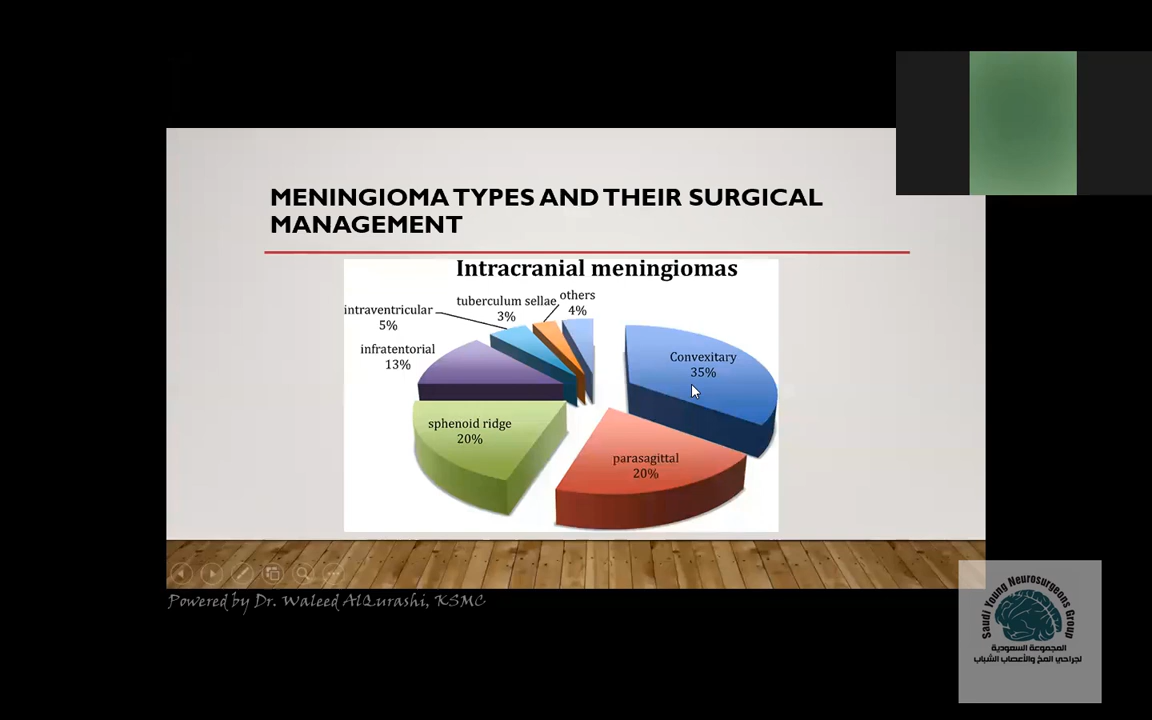 MENINGIOMA TYPES AND THEIR SURGICAL
MANAGEMENT
Intracranial meningiomas
intraventricular
5%
tuberculum sellae
3%
others
4%
infratentorial
13%
Convexitary
35%
sphenoid ridge
20%
parasagittal
20%
Powered by Dr. Waleed AlQurashi, KSMC
Saudi Young Neurosurgeons Group
المجموعة السعودية
لجراحي المخ والأعصاب الشباب